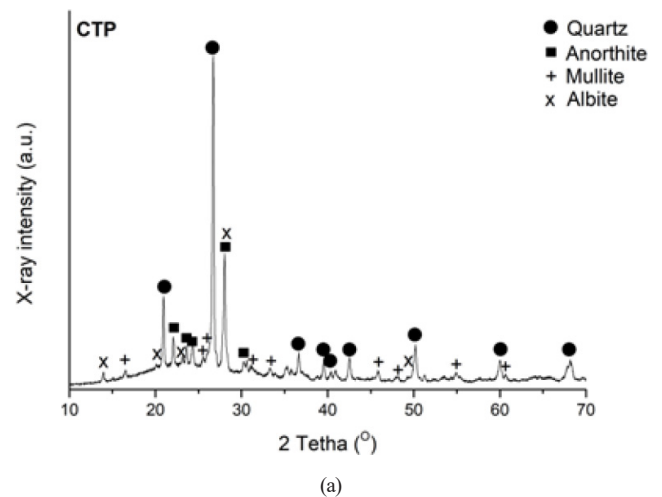 CTP
● Quartz
■ Anorthite
+ Mullite
x Albite
X-ray intensity (a.u.)
10 20 30 40 50 60 70
2 Tetha (O)
(a)